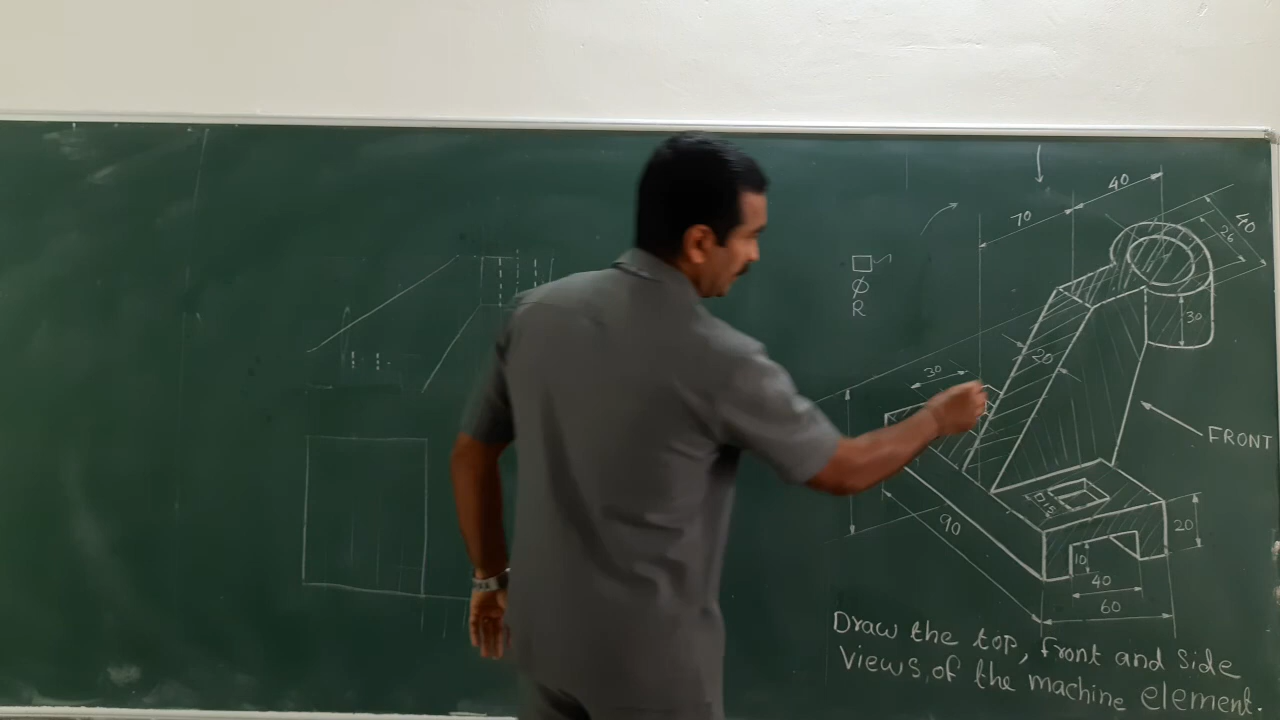 40
70
40
26
□
φ
R
30
20
30
FRONT
□15
90
20
10
40
60
Draw the top, front and side
views, of the machine element.